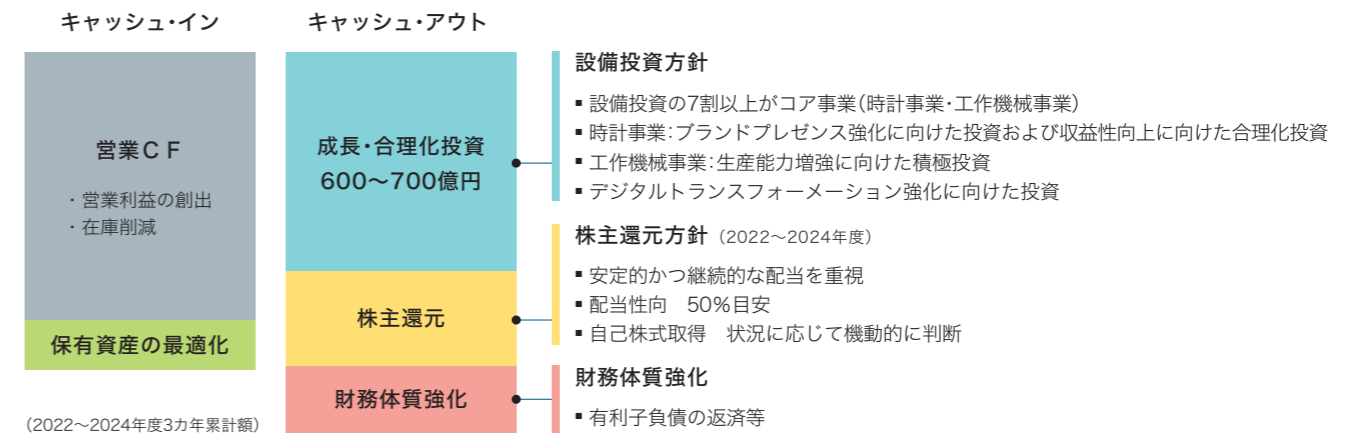 キャッシュ・イン
営業CF
・営業利益の創出
・在庫削減
保有資産の最適化
（2022〜2024年度3カ年累計額）
キャッシュ・アウト
成長・合理化投資
600〜700億円
株主還元
財務体質強化
設備投資方針
▪ 設備投資の7割以上がコア事業（時計事業・工作機械事業）
▪ 時計事業：ブランドプレゼンス強化に向けた投資および収益性向上に向けた合理化投資
▪ 工作機械事業：生産能力増強に向けた積極投資
▪ デジタルトランスフォーメーション強化に向けた投資
株主還元方針（2022〜2024年度）
▪ 安定的かつ継続的な配当を重視
▪ 配当性向　50%目安
▪ 自己株式取得　状況に応じて機動的に判断
財務体質強化
▪ 有利子負債の返済等